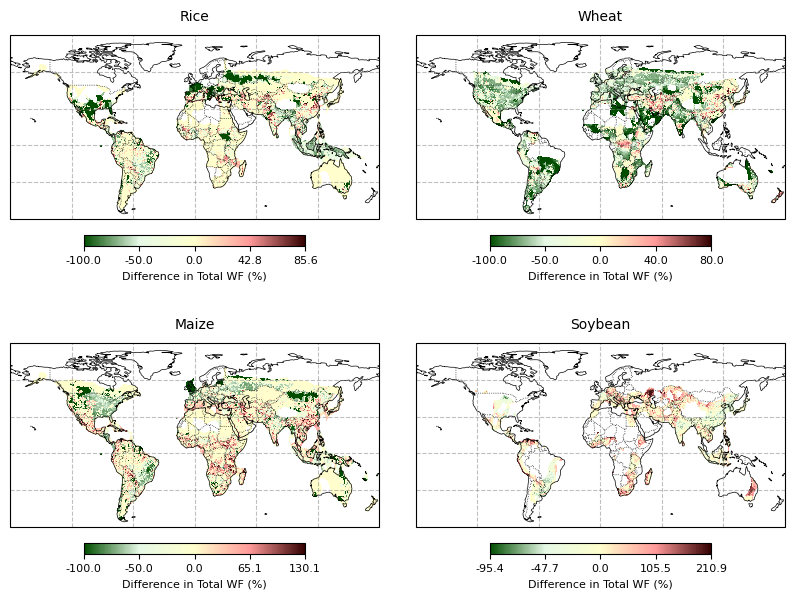 Rice
Wheat
-100.0 -50.0 0.0 42.8 85.6
Difference in Total WF (%)
-100.0 -50.0 0.0 40.0 80.0
Difference in Total WF (%)
Maize
Soybean
-100.0 -50.0 0.0 65.1 130.1
Difference in Total WF (%)
-95.4 -47.7 0.0 105.5 210.9
Difference in Total WF (%)